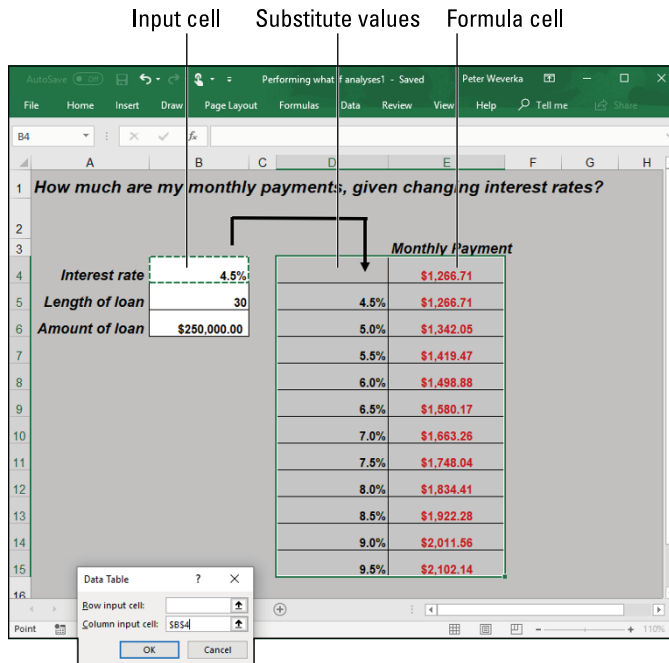 Input cell Substitute values Formula cell
AutoSave Off Performing what if analyses1 - Saved Peter Weverka
File Home Insert Draw Page Layout Formulas Data Review View Help Tell me Share
B4 fx
A B C D E F G H
1 How much are my monthly payments, given changing interest rates?
2
3 Monthly Payment
4 Interest rate 4.5% $1,266.71
5 Length of loan 30 4.5% $1,266.71
6 Amount of loan $250,000.00 5.0% $1,342.05
7 5.5% $1,419.47
8 6.0% $1,498.88
9 6.5% $1,580.17
10 7.0% $1,663.26
11 7.5% $1,748.04
12 8.0% $1,834.41
13 8.5% $1,922.28
14 9.0% $2,011.56
15 9.5% $2,102.14
16
Data Table ? ×
Row input cell:
Column input cell: $B$4
OK Cancel
Point 110%